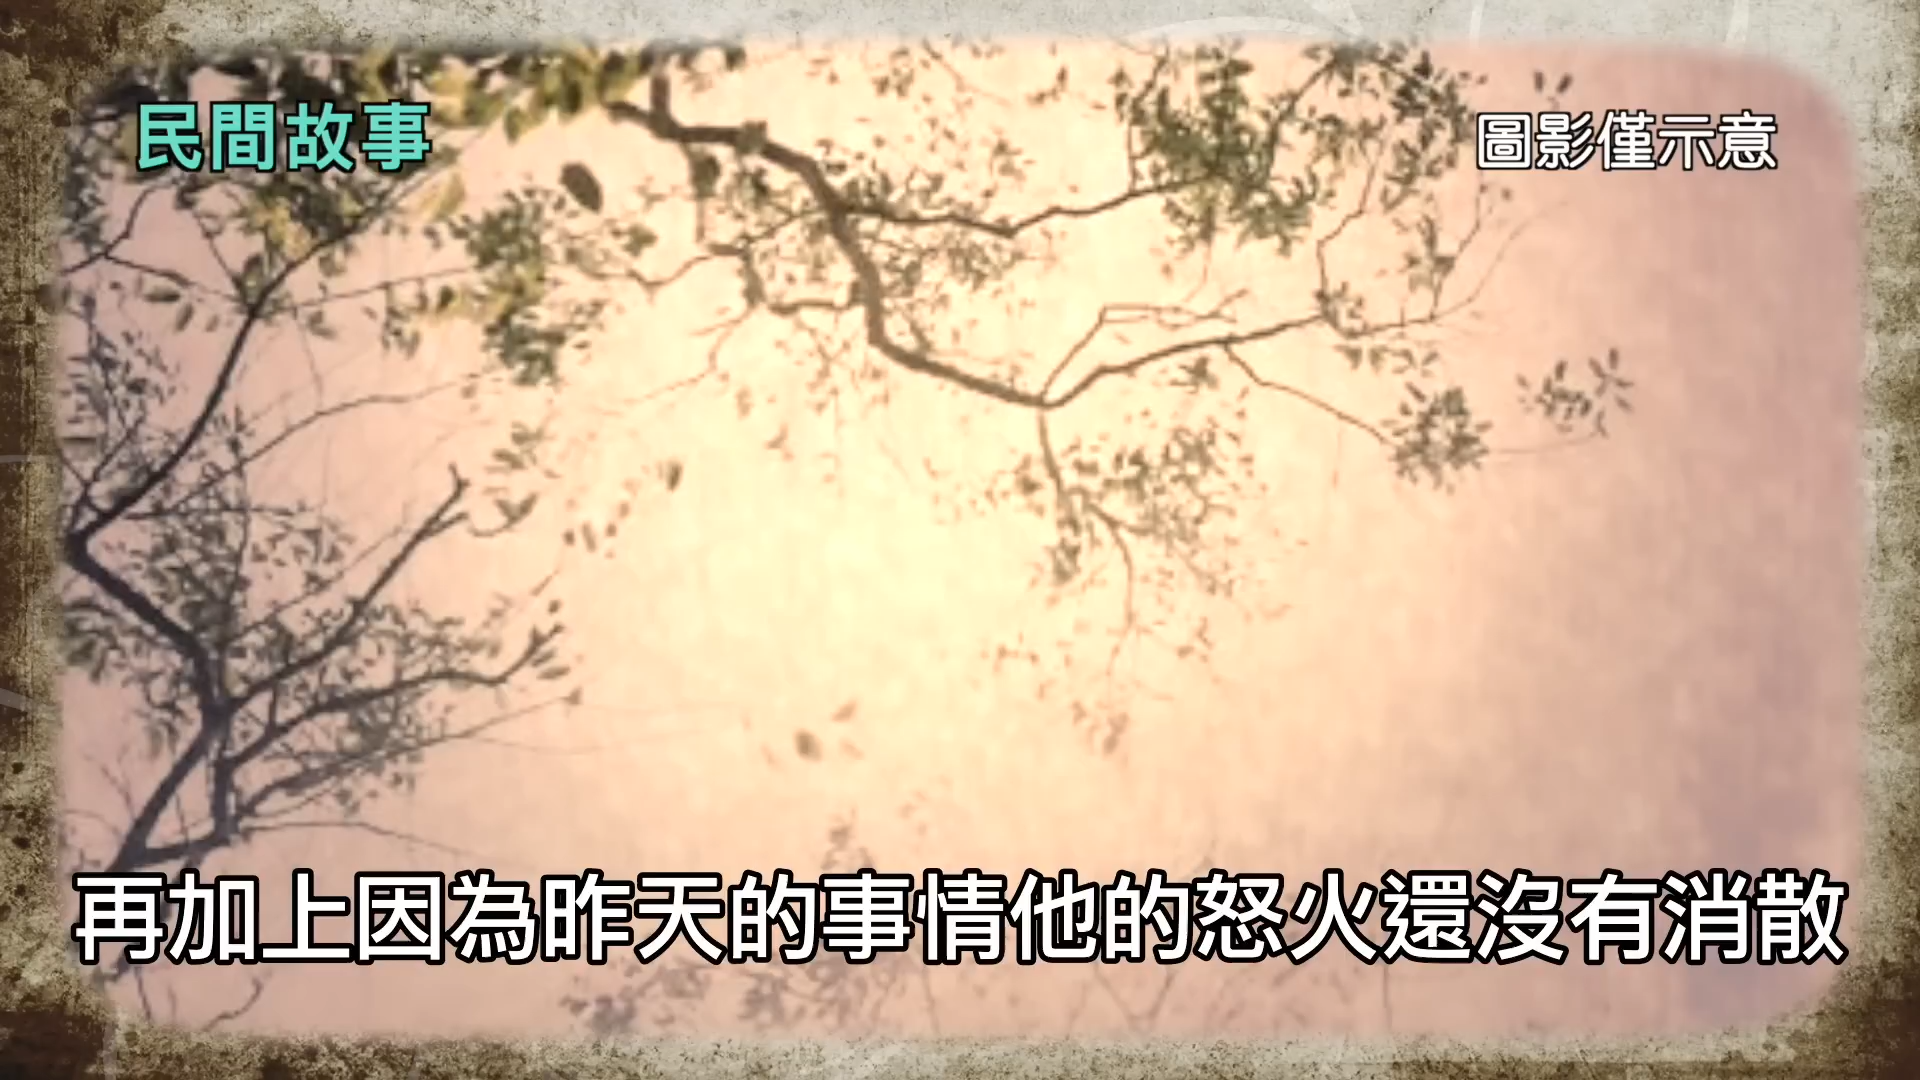 民間故事
圖影僅示意
再加上因為昨天的事情他的怒火還沒有消散